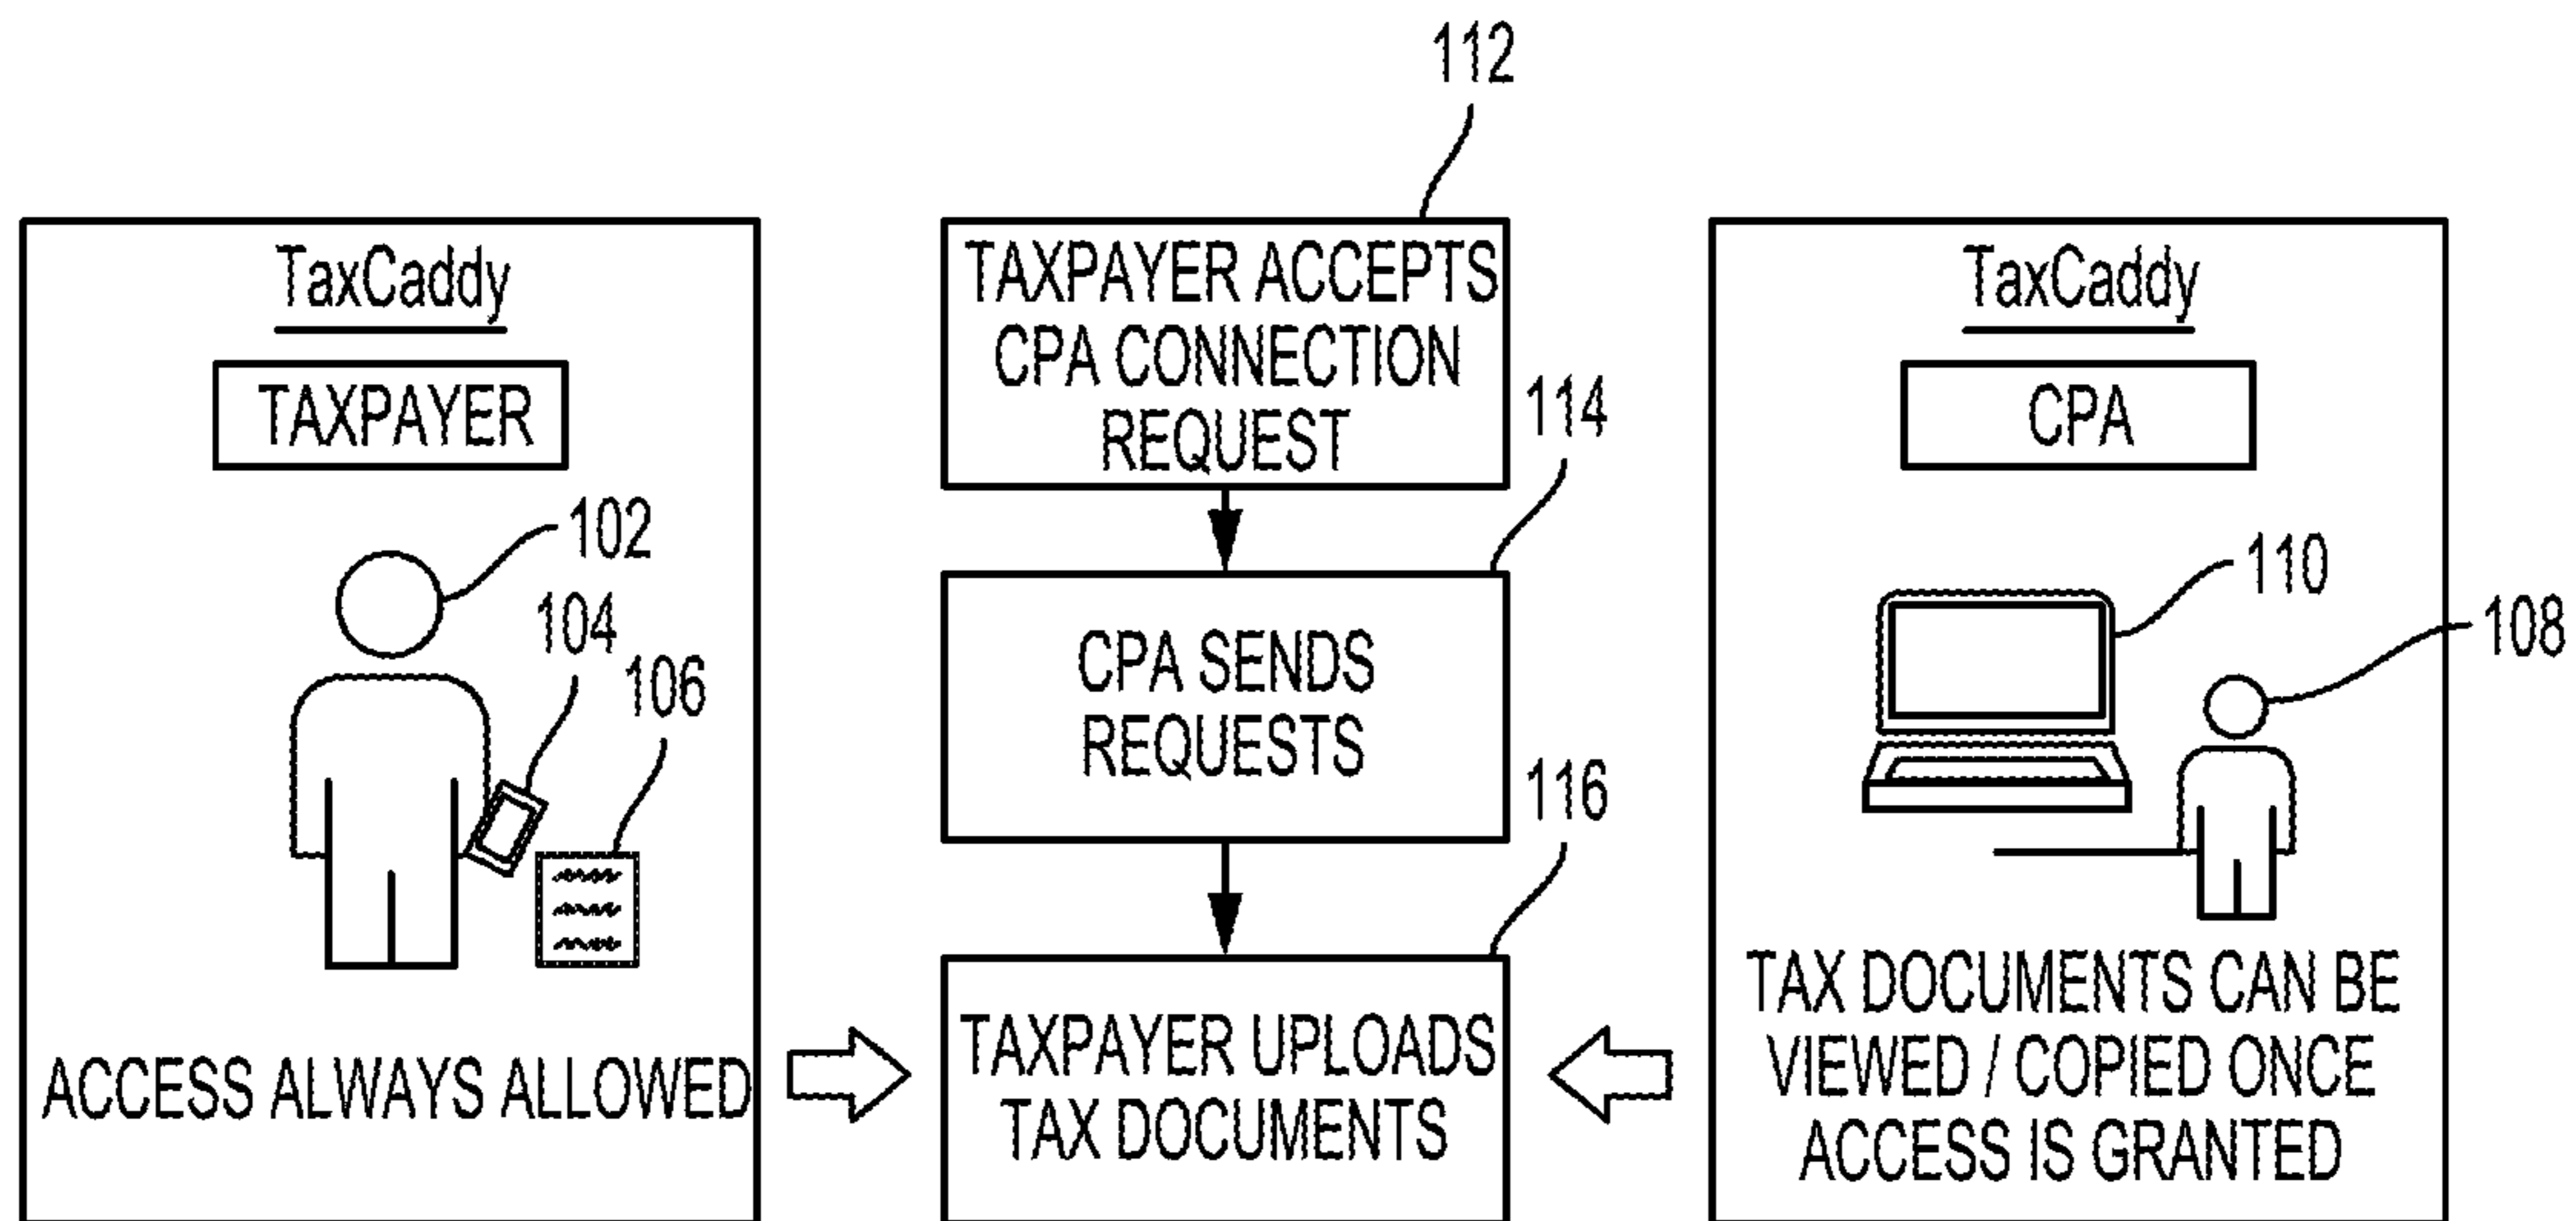 112
TaxCaddy
TAXPAYER
102
104
106
ACCESS ALWAYS ALLOWED
TAXPAYER ACCEPTS
CPA CONNECTION
REQUEST
114
CPA SENDS
REQUESTS
116
TAXPAYER UPLOADS
TAX DOCUMENTS
TaxCaddy
CPA
110
108
TAX DOCUMENTS CAN BE
VIEWED / COPIED ONCE
ACCESS IS GRANTED